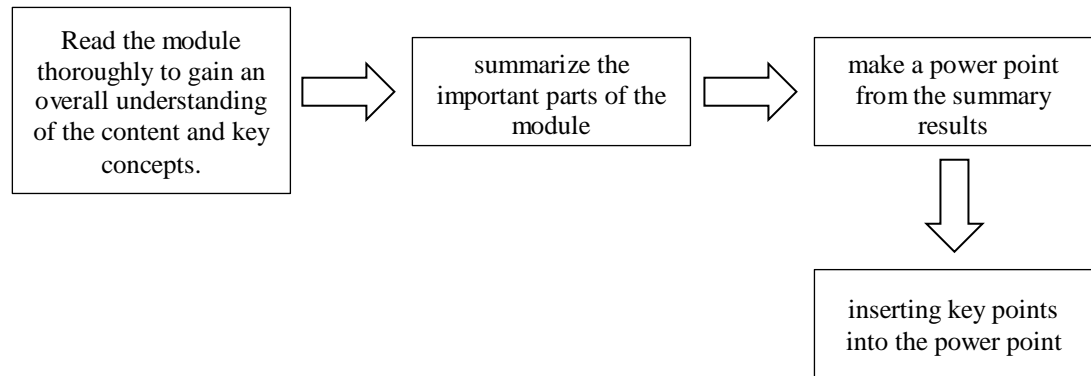 Read the module
thoroughly to gain an
overall understanding
of the content and key
concepts.
summarize the
important parts of the
module
make a power point
from the summary
results
inserting key points
into the power point